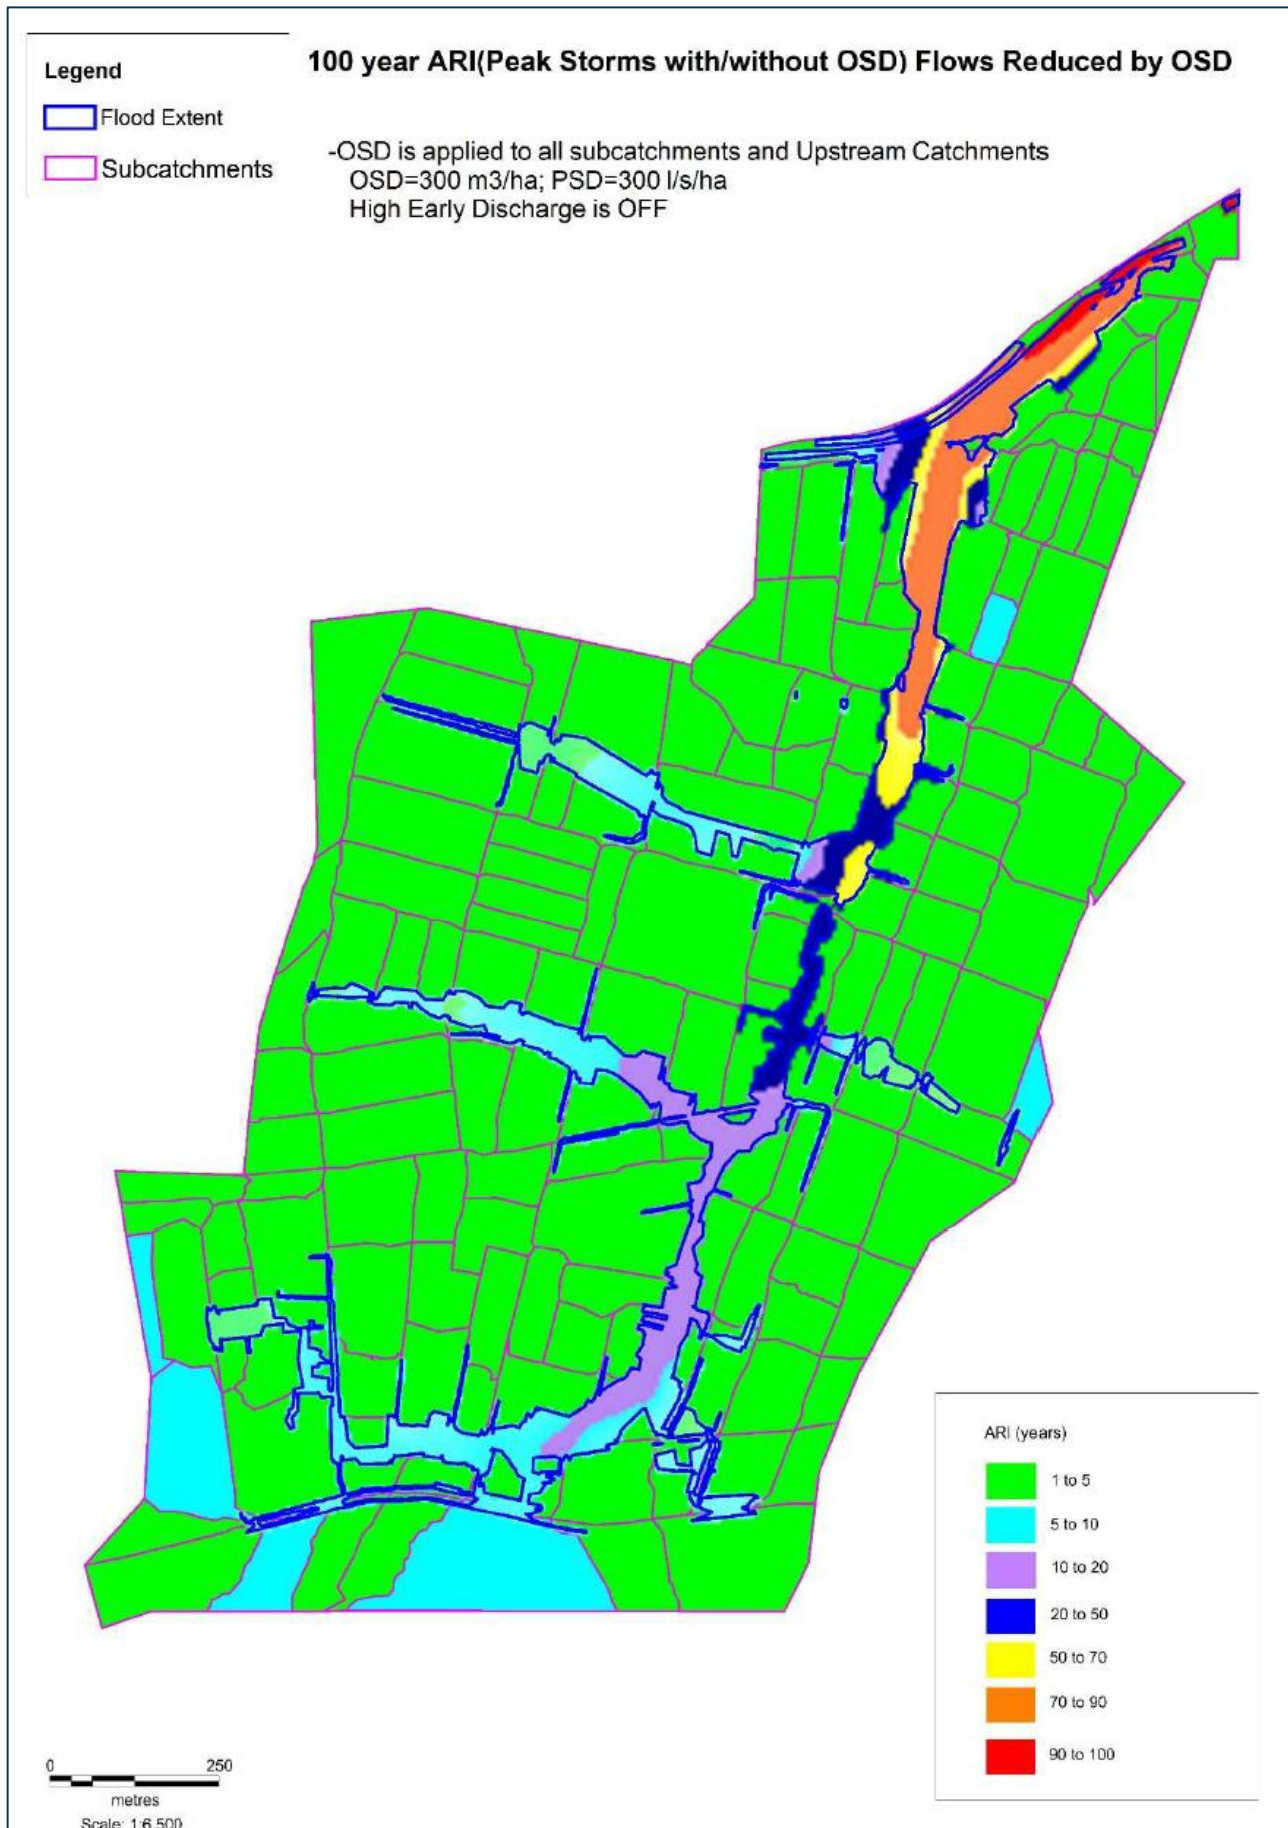 Legend
100 year ARI(Peak Storms with/without OSD) Flows Reduced by OSD
Flood Extent
Subcatchments
-OSD is applied to all subcatchments and Upstream Catchments
OSD=300 m3/ha; PSD=300 l/s/ha
High Early Discharge is OFF
ARI (years)
1 to 5
5 to 10
10 to 20
20 to 50
50 to 70
70 to 90
90 to 100
0 250
metres
Scale: 1:6,500